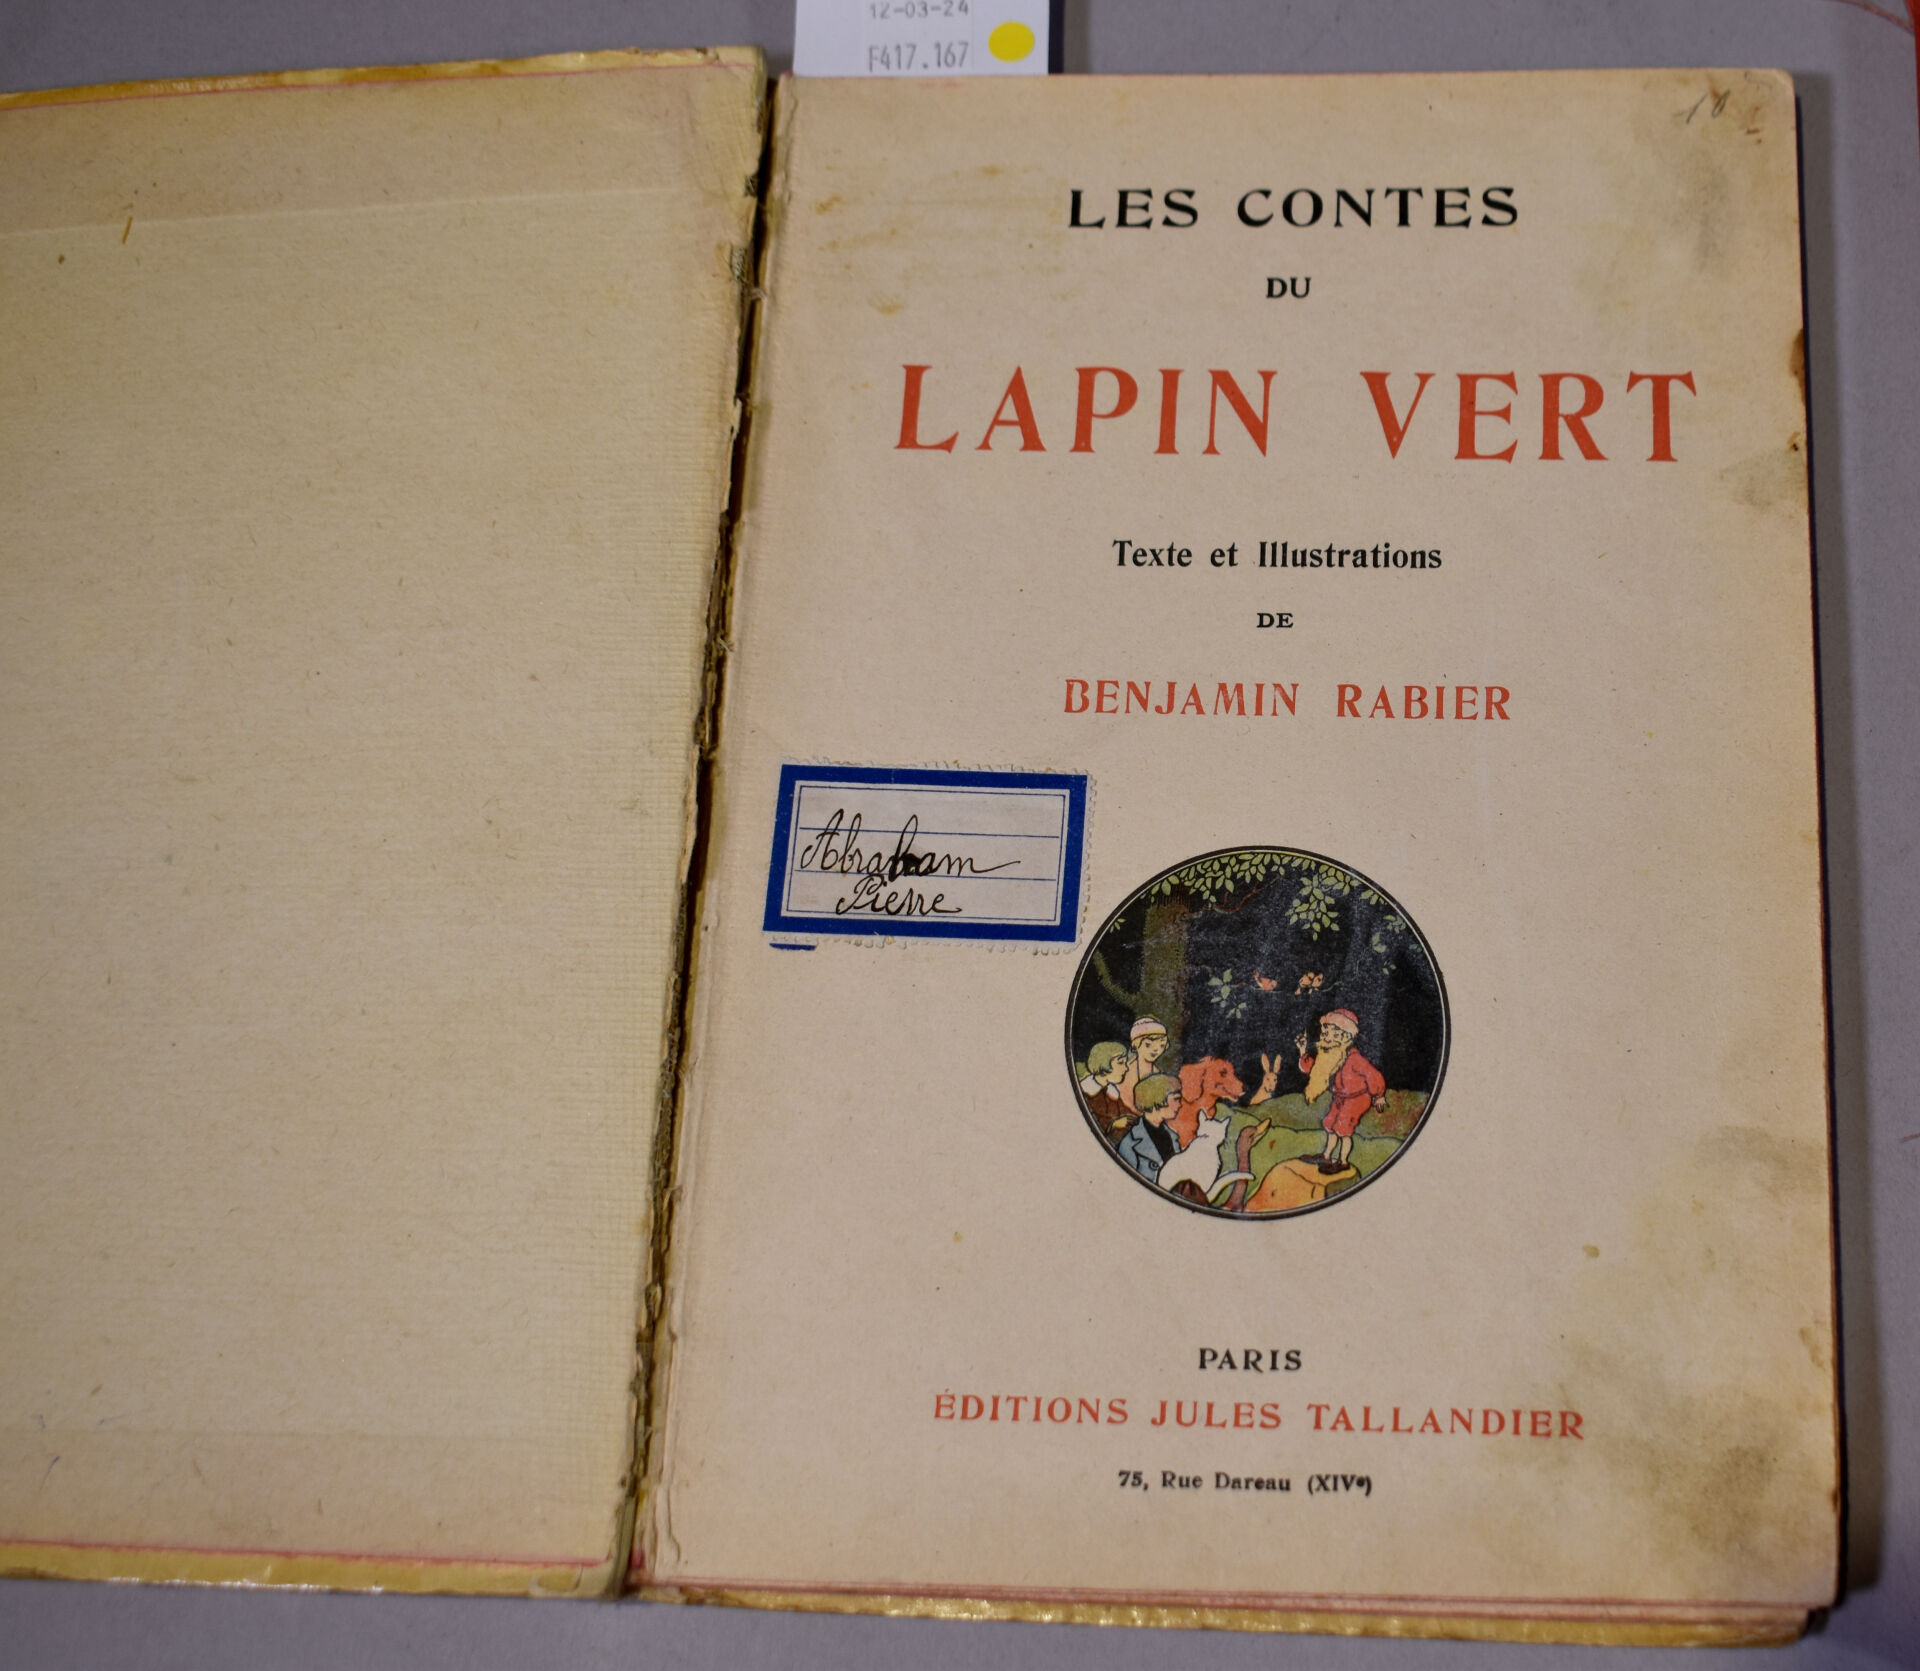 12-03-24
F417.167
10
LES CONTES
DU
LAPIN VERT
Texte et Illustrations
DE
BENJAMIN RABIER
Abraham
Pierre
PARIS
ÉDITIONS JULES TALLANDIER
75, Rue Dareau (XIVe)